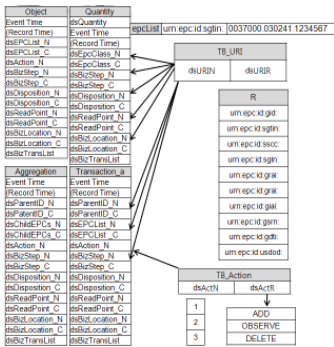 Object
Event Time
(Record Time)
dsEPCList_N
dsEPCList_C
dsAction_N
dsBizStep_N
dsBizStep_C
dsDisposition_N
dsDisposition_C
dsReadPoint_N
dsReadPoint_C
dsBizLocation_N
dsBizLocation_C
dsBizTransList
Quantity
dsQuantity
Event Time
(Record Time)
dsEpcClass_N
dsEpcClass_C
dsBizStep_N
dsBizStep_C
dsDisposition_N
dsDisposition_C
dsReadPoint_N
dsReadPoint_C
dsBizLocation_N
dsBizLocation_C
dsBizTransList
epcList urn:epc:id:sgtin: 0037000.030241.1234567
TB_URI
dsURIN dsURIR
R
urn:epc:id:gid:
urn:epc:id:sgtin:
urn:epc:id:sscc:
urn:epc:id:sgln:
urn:epc:id:grai:
urn:epc:id:grai:
urn:epc:id:giai:
urn:epc:id:gsrn:
urn:epc:id:gdti:
urn:epc:id:usdod:
Aggregation
Event Time
(Record Time)
dsParentID_N
dsPatentID_C
dsChildEPCs_N
dsChildEPCs_C
dsAction_N
dsBizStep_N
dsBizStep_C
dsDisposition_N
dsDisposition_C
dsReadPoint_N
dsReadPoint_C
dsBizLocation_N
dsBizLocation_C
dsBizTransList
Transaction_a
Event Time
(Record Time)
dsParentID_N
dsParentID_C
dsEPCList_N
dsEPCList_C
dsAction_N
dsBizStep_N
dsBizStep_C
dsDisposition_N
dsDisposition_C
dsReadPoint_N
dsReadPoint_C
dsBizLocation_N
dsBizLocation_C
dsBizTransList
TB_Action
dsActN dsActR
1
2
3
ADD
OBSERVE
DELETE